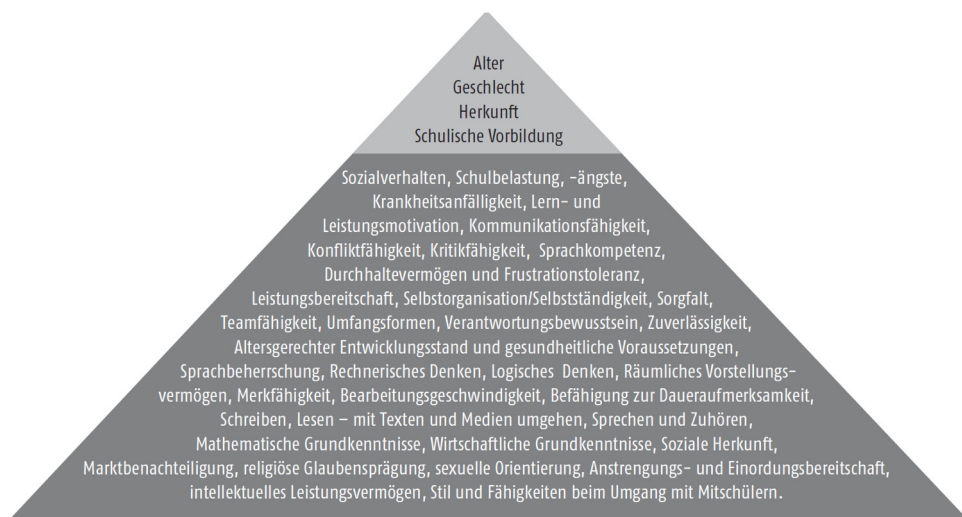 Alter
Geschlecht
Herkunft
Schulische Vorbildung
Sozialverhalten, Schulbelastung, -ängste,
Krankheitsanfälligkeit, Lern- und
Leistungsmotivation, Kommunikationsfähigkeit,
Konfliktfähigkeit, Kritikfähigkeit, Sprachkompetenz,
Durchhaltevermögen und Frustrationstoleranz,
Leistungsbereitschaft, Selbstorganisation/Selbstständigkeit, Sorgfalt,
Teamfähigkeit, Umfangsformen, Verantwortungsbewusstsein, Zuverlässigkeit,
Altersgerechter Entwicklungsstand und gesundheitliche Voraussetzungen,
Sprachbeherrschung, Rechnerisches Denken, Logisches Denken, Räumliches Vorstellungs-
vermögen, Merkfähigkeit, Bearbeitungsgeschwindigkeit, Befähigung zur Daueraufmerksamkeit,
Schreiben, Lesen – mit Texten und Medien umgehen, Sprechen und Zuhören,
Mathematische Grundkenntnisse, Wirtschaftliche Grundkenntnisse, Soziale Herkunft,
Marktbenachteiligung, religiöse Glaubensprägung, sexuelle Orientierung, Anstrengungs- und Einordungsbereitschaft,
intellektuelles Leistungsvermögen, Stil und Fähigkeiten beim Umgang mit Mitschülern.